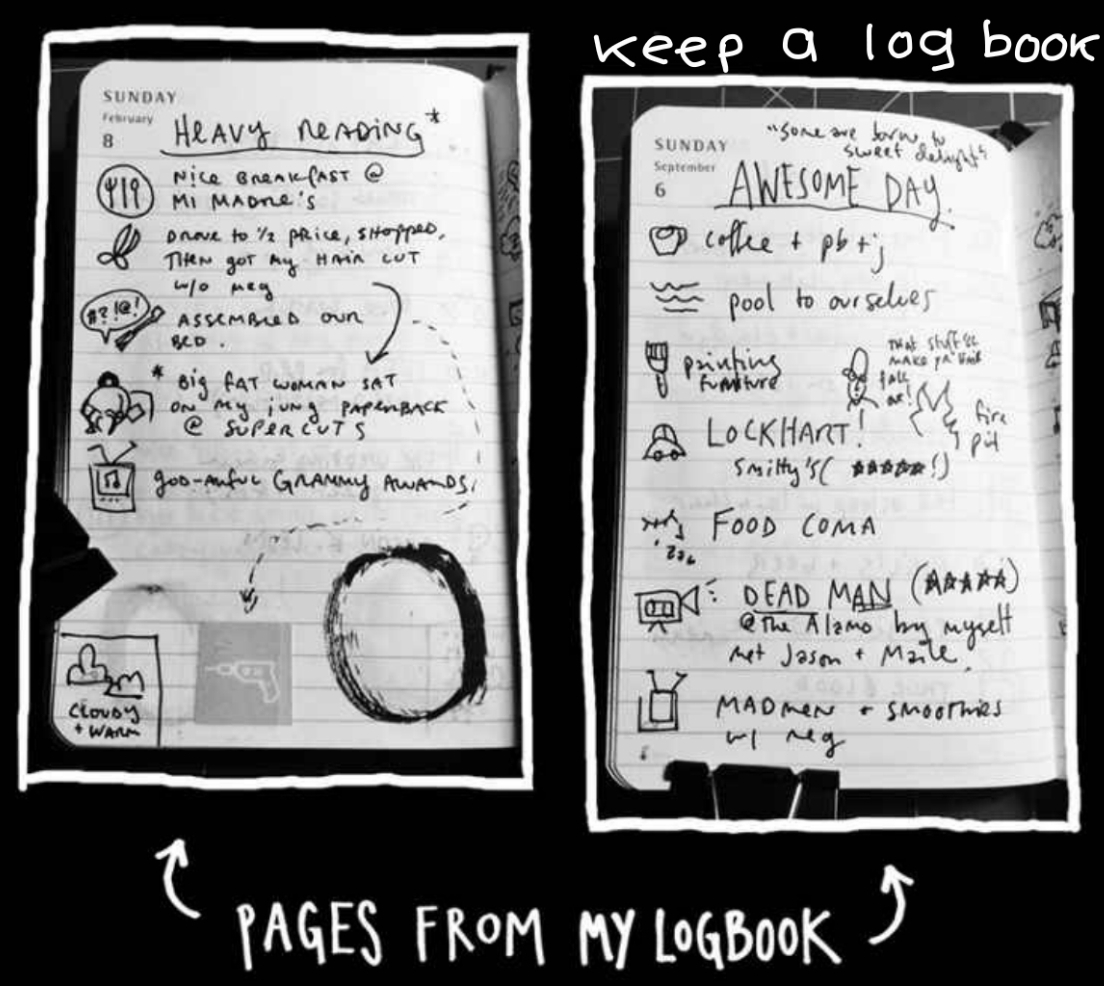 keep a log book
SUNDAY
February
8
HEAVY READING*
NICE BREAKFAST @
MI MADRE'S
DROVE TO 1/2 PRICE, SHOPPED,
THEN GOT MY HAIR CUT
W/O MEG
#?!@!
ASSEMBLED OUR
BED.
* BIG FAT WOMAN SAT
ON MY JUNG PAPERBACK
@ SUPERCUTS
GOD-AWFUL GRAMMY AWARDS,
CLOUDY
+ WARM
"some are born to
sweet delight"
SUNDAY
September
6
AWESOME DAY.
coffee + pb+j
pool to ourselves
painting
furniture
THAT STUFF'LL
MAKE YA' HAIR
FALL
OUT!
fire
pit
LOCKHART!
Smitty's (★★★★★!)
ZZZ
FOOD COMA
DEAD MAN (★★★★★)
@ The Alamo by myself
met Jason +
MADMEN + SMOOTHIES
w/ meg
PAGES FROM MY LOGBOOK